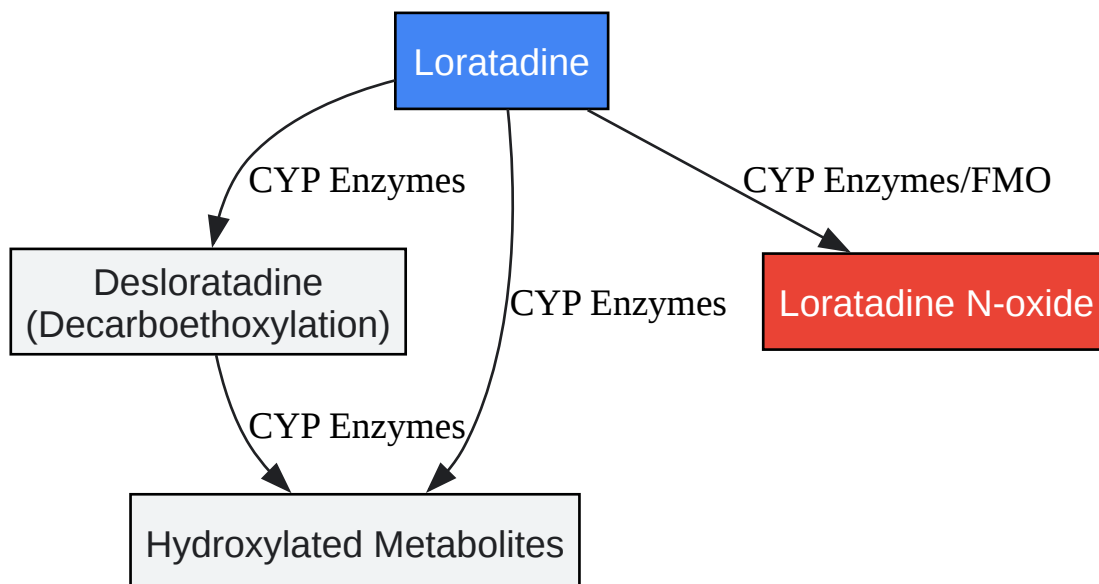 Loratadine
CYP Enzymes
CYP Enzymes/FMO
Desloratadine
(Decarboethoxylation)
CYP Enzymes
Loratadine N-oxide
CYP Enzymes
Hydroxylated Metabolites